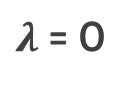 λ = 0